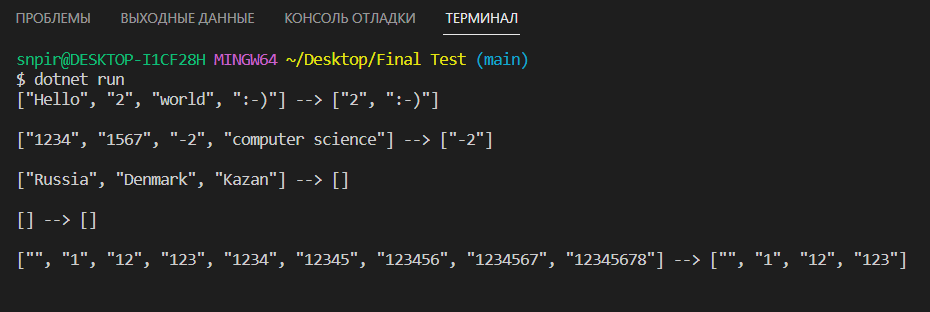 ПРОБЛЕМЫ ВЫХОДНЫЕ ДАННЫЕ КОНСОЛЬ ОТЛАДКИ ТЕРМИНАЛ
snpir@DESKTOP-I1CF28H MINGW64 ~/Desktop/Final Test (main)
$ dotnet run
["Hello", "2", "world", ":-)"] --> ["2", ":-)"]
["1234", "1567", "-2", "computer science"] --> ["-2"]
["Russia", "Denmark", "Kazan"] --> []
[] --> []
["", "1", "12", "123", "1234", "12345", "123456", "1234567", "12345678"] --> ["", "1", "12", "123"]